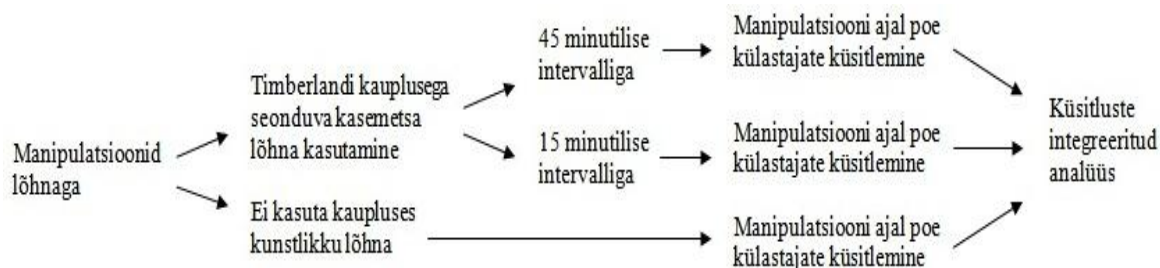 Manipulatsioonid
lõhnaga
Timberlandi kauplusega
seonduva kasemetsa
lõhna kasutamine
Ei kasuta kaupluses
kunstlikku lõhna
45 minutilise
intervalliga
15 minutilise
intervalliga
Manipulatsiooni ajal poe
külastajate küsitlemine
Manipulatsiooni ajal poe
külastajate küsitlemine
Manipulatsiooni ajal poe
külastajate küsitlemine
Küsitluste
integreeritud
analüüs